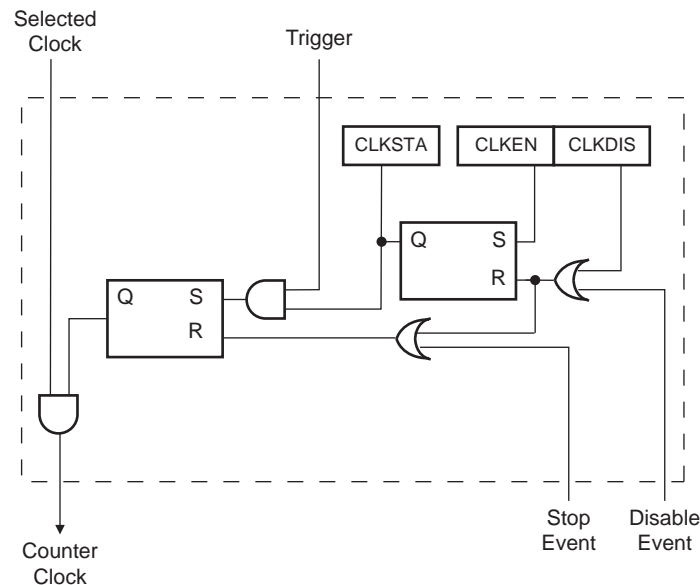 Selected
Clock
Trigger
CLKSTA
CLKEN
CLKDIS
Q
S
R
Q
S
R
Stop
Event
Disable
Event
Counter
Clock